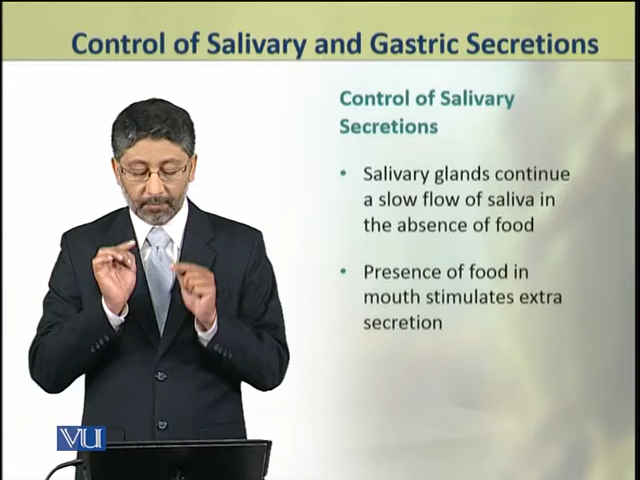 Control of Salivary and Gastric Secretions
Control of Salivary
Secretions
• Salivary glands continue
a slow flow of saliva in
the absence of food
• Presence of food in
mouth stimulates extra
secretion
VU